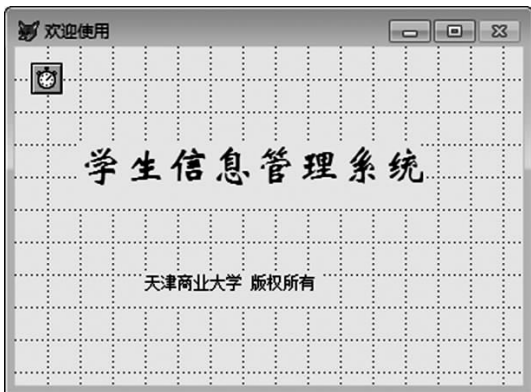 欢迎使用
学生信息管理系统
天津商业大学 版权所有